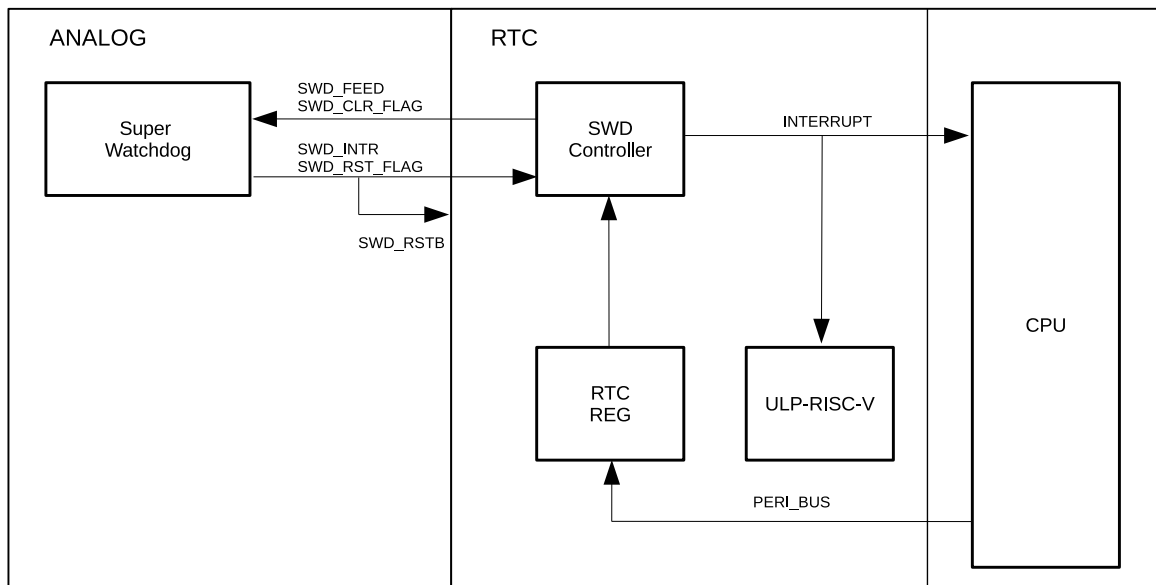 ANALOG
RTC
SWD_FEED
SWD_CLR_FLAG
Super
Watchdog
SWD_INTR
SWD_RST_FLAG
SWD_RSTB
SWD
Controller
INTERRUPT
CPU
RTC
REG
ULP-RISC-V
PERI_BUS